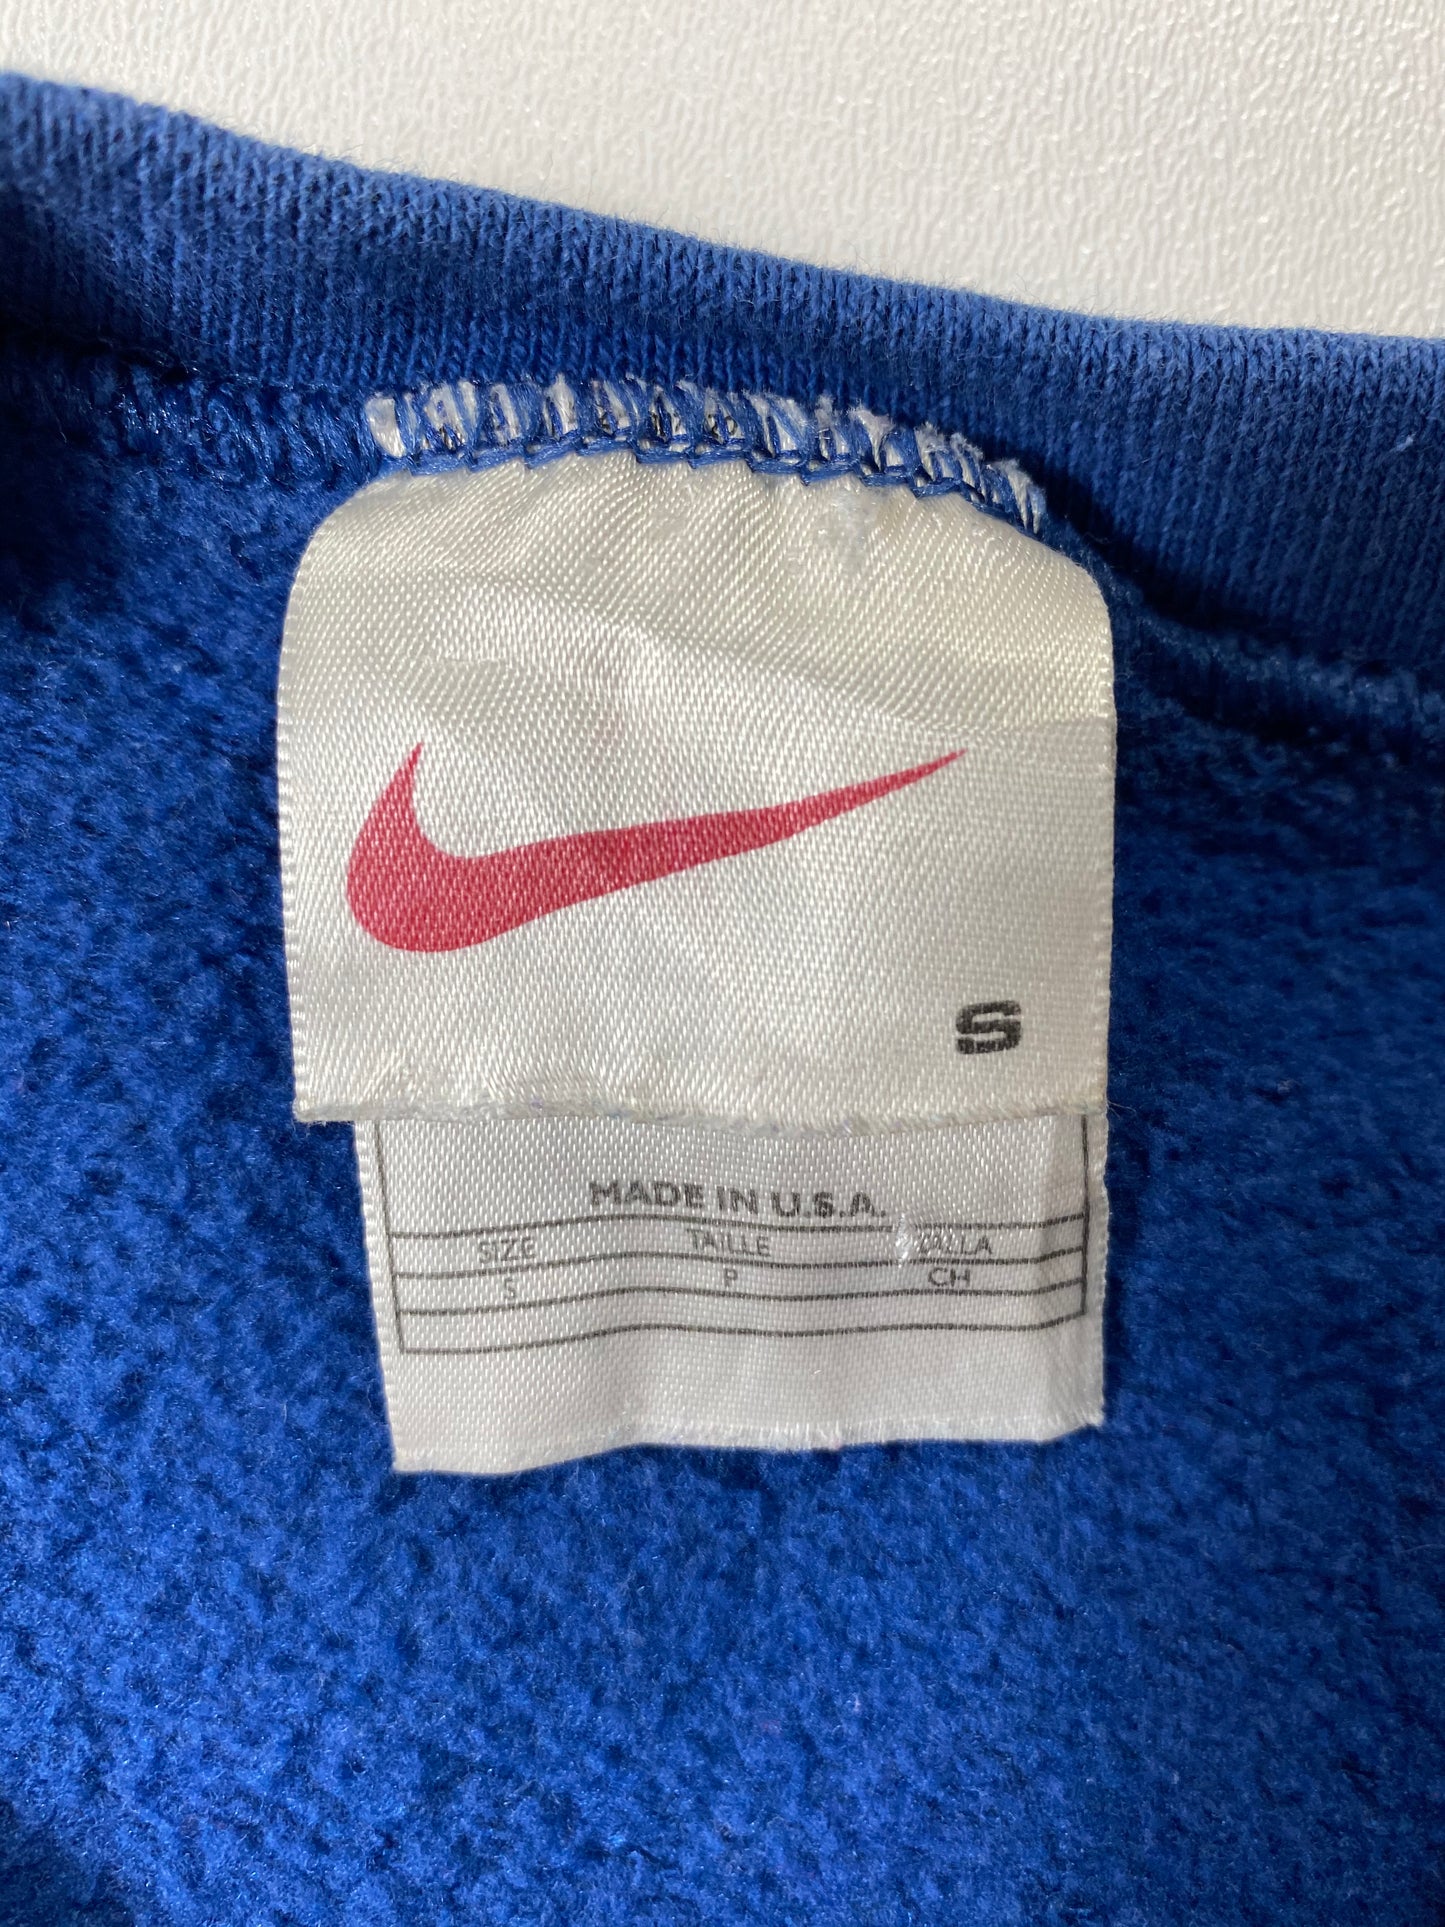 S
MADE IN U.S.A.
SIZE TAILLE TALLA
S P CH